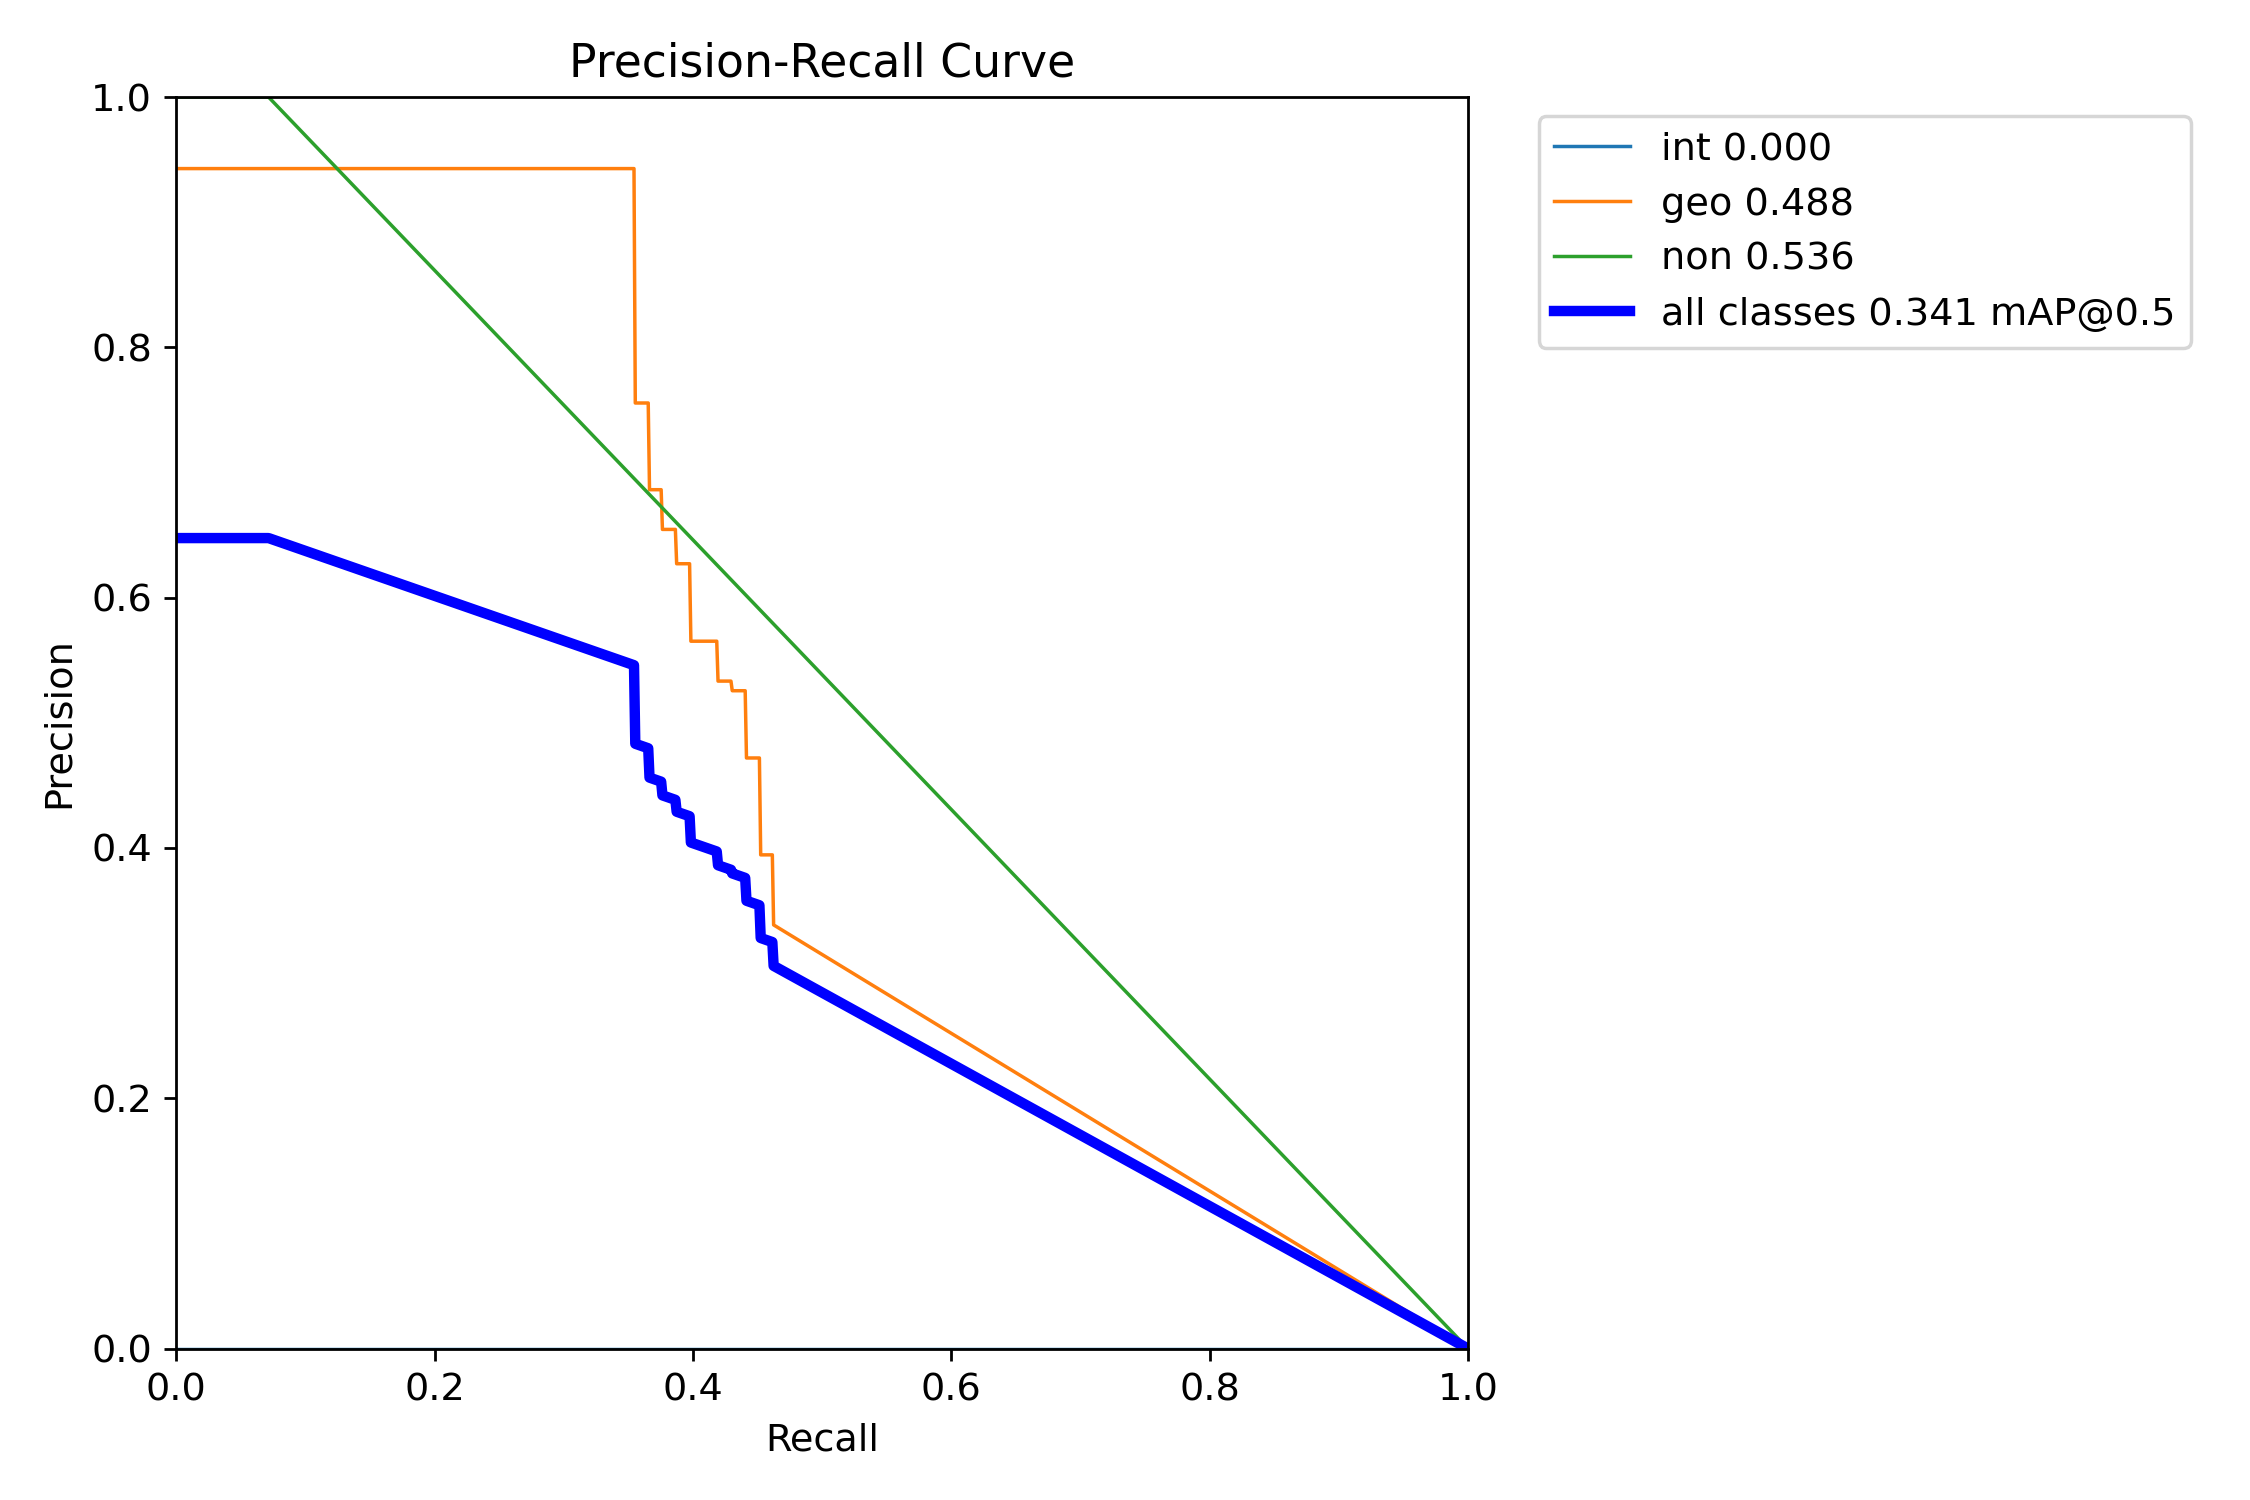 Precision-Recall Curve
1.0
0.8
0.6
0.4
0.2
0.0
Precision
0.0 0.2 0.4 0.6 0.8 1.0
Recall
int 0.000
geo 0.488
non 0.536
all classes 0.341 mAP@0.5